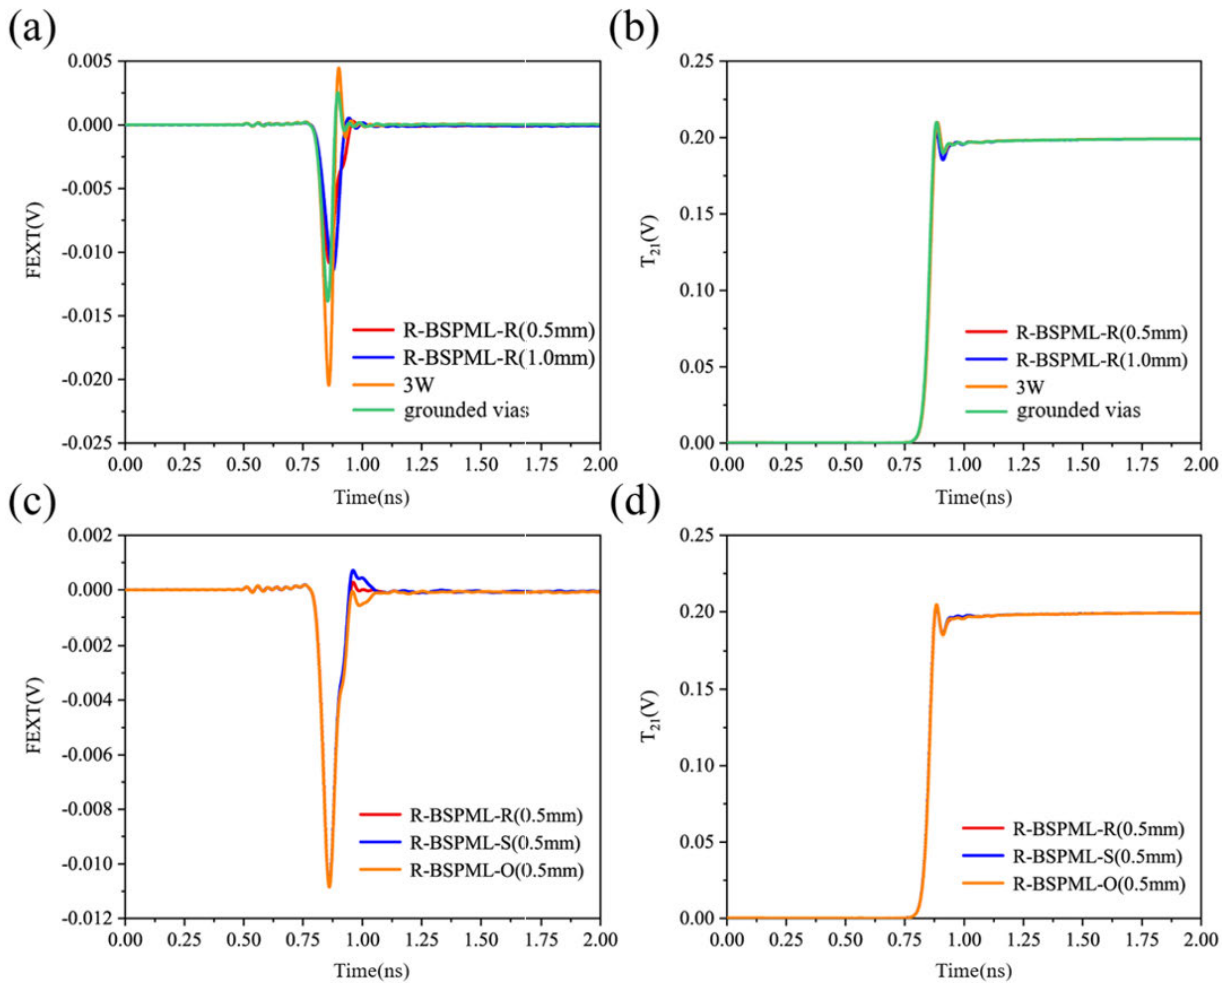 (a)
0.005
0.000
-0.005
-0.010
-0.015
-0.020
-0.025
FEXT(V)
R-BSPML-R(0.5mm)
R-BSPML-R(1.0mm)
3W
grounded vias
0.00 0.25 0.50 0.75 1.00 1.25 1.50 1.75 2.00
Time(ns)
(b)
0.25
0.20
0.15
0.10
0.05
0.00
T21(V)
R-BSPML-R(0.5mm)
R-BSPML-R(1.0mm)
3W
grounded vias
0.00 0.25 0.50 0.75 1.00 1.25 1.50 1.75 2.00
Time(ns)
(c)
0.002
0.000
-0.002
-0.004
-0.006
-0.008
-0.010
-0.012
FEXT(V)
R-BSPML-R(0.5mm)
R-BSPML-S(0.5mm)
R-BSPML-O(0.5mm)
0.00 0.25 0.50 0.75 1.00 1.25 1.50 1.75 2.00
Time(ns)
(d)
0.25
0.20
0.15
0.10
0.05
0.00
T21(V)
R-BSPML-R(0.5mm)
R-BSPML-S(0.5mm)
R-BSPML-O(0.5mm)
0.00 0.25 0.50 0.75 1.00 1.25 1.50 1.75 2.00
Time(ns)